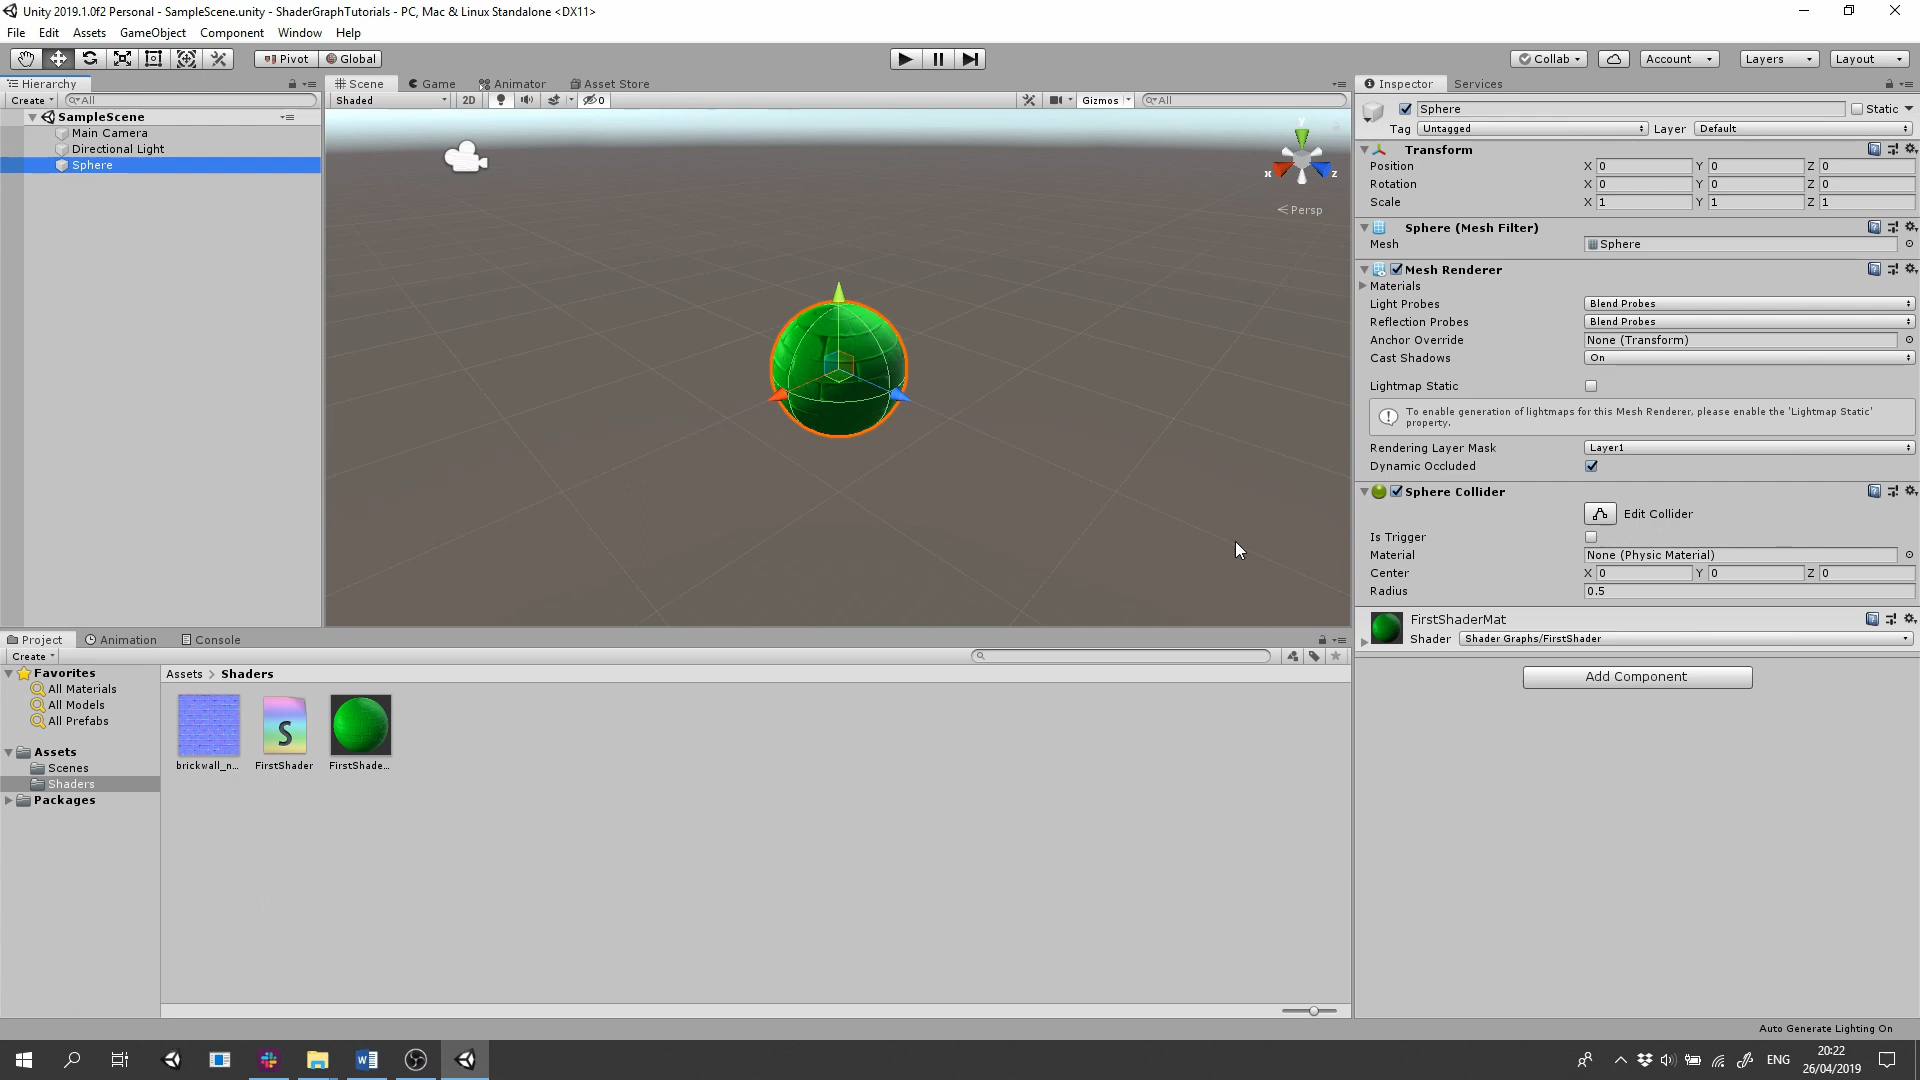 Unity 2019.1.0f2 Personal - SampleScene.unity - ShaderGraphTutorials - PC, Mac & Linux Standalone <DX11>
File Edit Assets GameObject Component Window Help
Pivot Global Collab Account Layers Layout
Hierarchy
Create All
SampleScene
Main Camera
Directional Light
Sphere
Scene Game Animator Asset Store
Shaded 2D 0 Gizmos All
y
x z
Persp
Inspector Services
Sphere Static
Tag Untagged Layer Default
Transform
Position X 0 Y 0 Z 0
Rotation X 0 Y 0 Z 0
Scale X 1 Y 1 Z 1
Sphere (Mesh Filter)
Mesh Sphere
Mesh Renderer
Materials
Light Probes Blend Probes
Reflection Probes Blend Probes
Anchor Override None (Transform)
Cast Shadows On
Lightmap Static
To enable generation of lightmaps for this Mesh Renderer, please enable the 'Lightmap Static'
property.
Rendering Layer Mask Layer1
Dynamic Occluded
Sphere Collider
Edit Collider
Is Trigger
Material None (Physic Material)
Center X 0 Y 0 Z 0
Radius 0.5
FirstShaderMat
Shader Shader Graphs/FirstShader
Add Component
Project Animation Console
Create
Favorites
All Materials
All Models
All Prefabs
Assets
Scenes
Shaders
Packages
Assets > Shaders
brickwall_n... FirstShader FirstShade...
S
Auto Generate Lighting On
ENG
20:22
26/04/2019